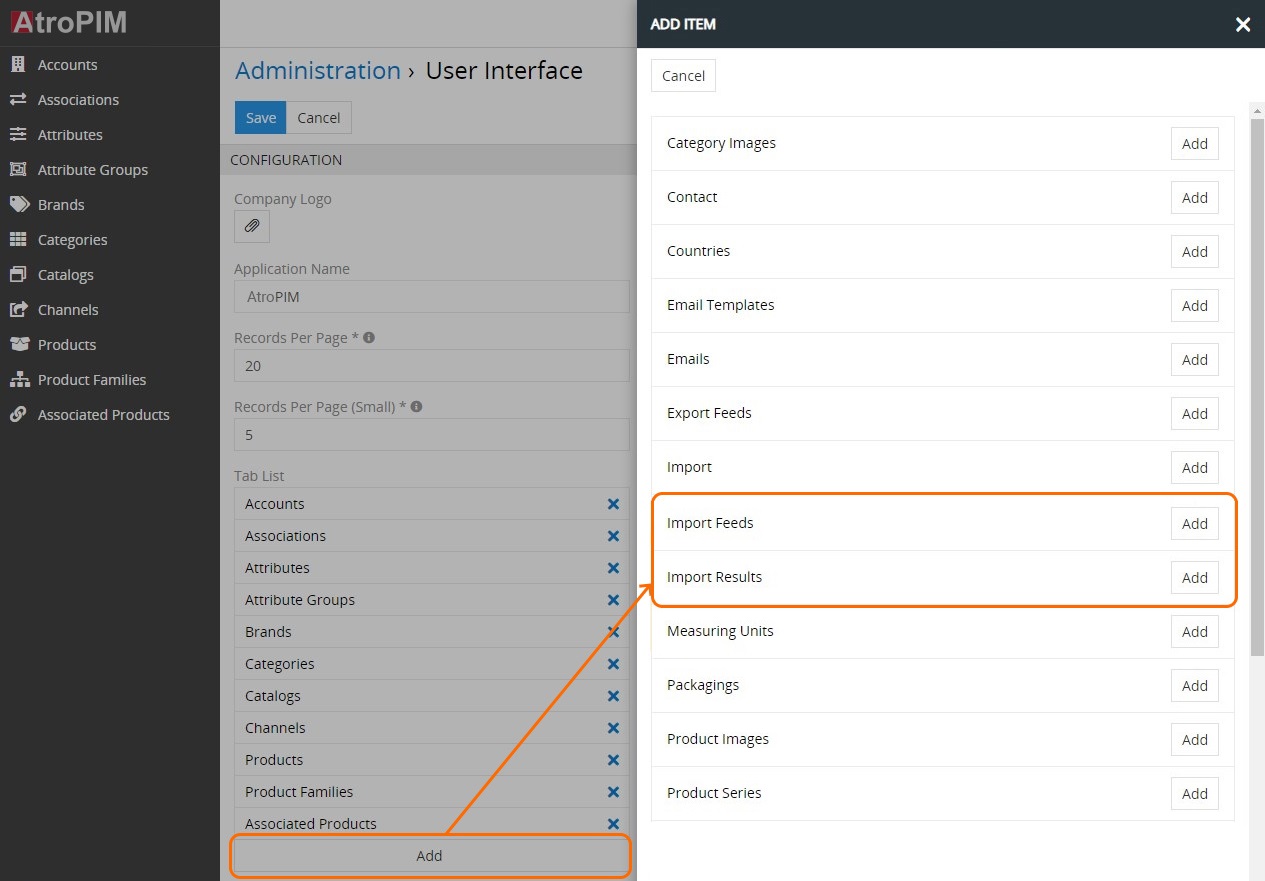 AtroPIM
Accounts
Associations
Attributes
Attribute Groups
Brands
Categories
Catalogs
Channels
Products
Product Families
Associated Products
Administration › User Interface
Save
Cancel
CONFIGURATION
Company Logo
Application Name
AtroPIM
Records Per Page *
20
Records Per Page (Small) *
5
Tab List
Accounts
Associations
Attributes
Attribute Groups
Brands
Categories
Catalogs
Channels
Products
Product Families
Associated Products
Add
ADD ITEM
Cancel
Category Images Add
Contact Add
Countries Add
Email Templates Add
Emails Add
Export Feeds Add
Import Add
Import Feeds Add
Import Results Add
Measuring Units Add
Packagings Add
Product Images Add
Product Series Add